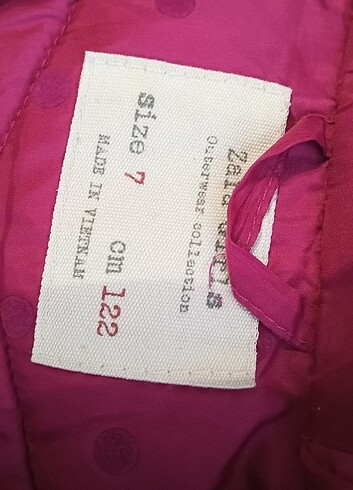 Zara Girls
Outerwear collection
size 7 cm 122
MADE IN VIETNAM